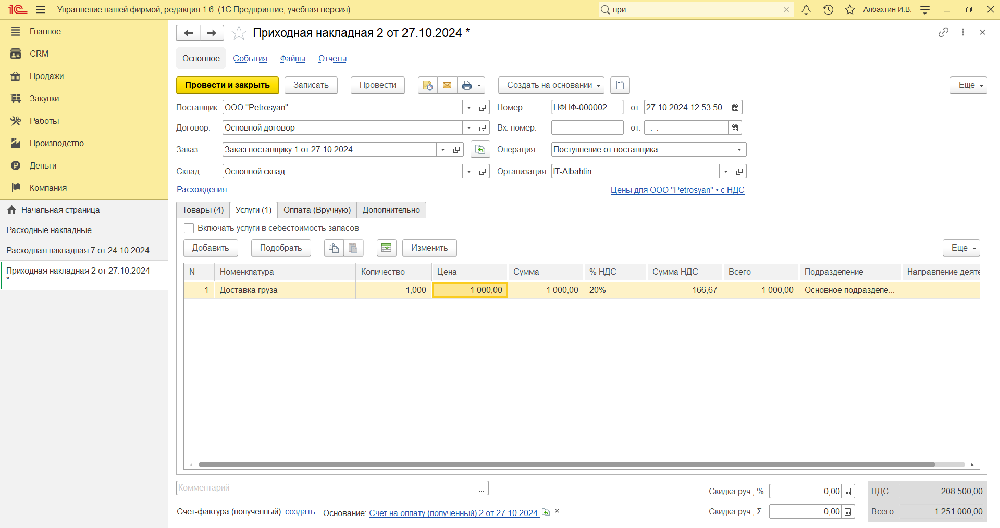 1С Управление нашей фирмой, редакция 1.6 (1С:Предприятие, учебная версия) при Албахтин И.В.
Главное
CRM
Продажи
Закупки
Работы
Производство
Деньги
Компания
Начальная страница
Расходные накладные
Расходная накладная 7 от 24.10.2024
Приходная накладная 2 от 27.10.2024
*
Приходная накладная 2 от 27.10.2024 *
Основное События Файлы Отчеты
Провести и закрыть Записать Провести Создать на основании Еще
Поставщик: ООО "Petrosyan" Номер: НФНФ-000002 от: 27.10.2024 12:53:50
Договор: Основной договор Вх. номер: от: . .
Заказ: Заказ поставщику 1 от 27.10.2024 Операция: Поступление от поставщика
Склад: Основной склад Организация: IT-Albahtin
Расхождения Цены для ООО "Petrosyan" • с НДС
Товары (4) Услуги (1) Оплата (Вручную) Дополнительно
Включать услуги в себестоимость запасов
Добавить Подобрать Изменить Еще
N Номенклатура Количество Цена Сумма % НДС Сумма НДС Всего Подразделение Направление деяте
1 Доставка груза 1,000 1 000,00 1 000,00 20% 166,67 1 000,00 Основное подразделе...
Комментарий ...
Скидка руч., %: 0,00 НДС: 208 500,00
Счет-фактура (полученный): создать Основание: Счет на оплату (полученный) 2 от 27.10.2024 Скидка руч., Σ: 0,00 Всего: 1 251 000,00